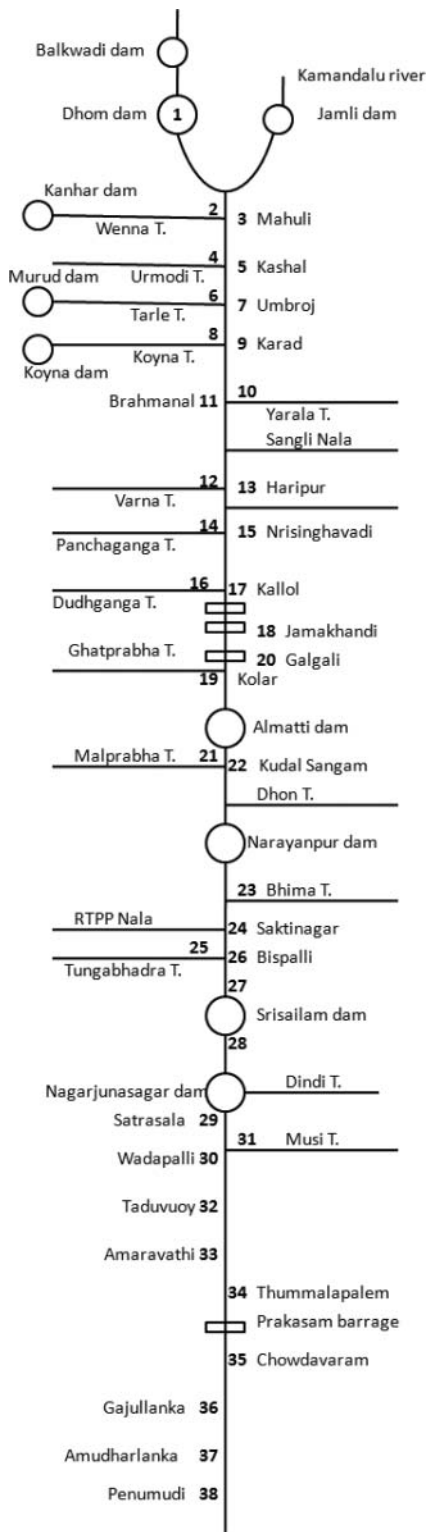 Balkwadi dam
Kamandalu river
Dhom dam 1 Jamli dam
Kanhar dam
2 3 Mahuli
Wenna T.
4 5 Kashal
Murud dam Urmodi T.
6 7 Umbroj
Tarle T.
8 9 Karad
Koyna T.
Koyna dam
10
Brahmanal 11
Yarala T.
Sangli Nala
12 13 Haripur
Varna T.
14 15 Nrisinghavadi
Panchaganga T.
16 17 Kallol
Dudhganga T.
18 Jamakhandi
Ghatprabha T. 20 Galgali
19 Kolar
Almatti dam
Malprabha T. 21 22 Kudal Sangam
Dhon T.
Narayanpur dam
23 Bhima T.
RTPP Nala 24 Saktinagar
25 26 Bispalli
Tungabhadra T.
27
Srisailam dam
28
Nagarjunasagar dam Dindi T.
Satrasala 29
31 Musi T.
Wadapalli 30
Taduvuoy 32
Amaravathi 33
34 Thummalapalem
Prakasam barrage
35 Chowdavaram
Gajullanka 36
Amudharlanka 37
Penumudi 38